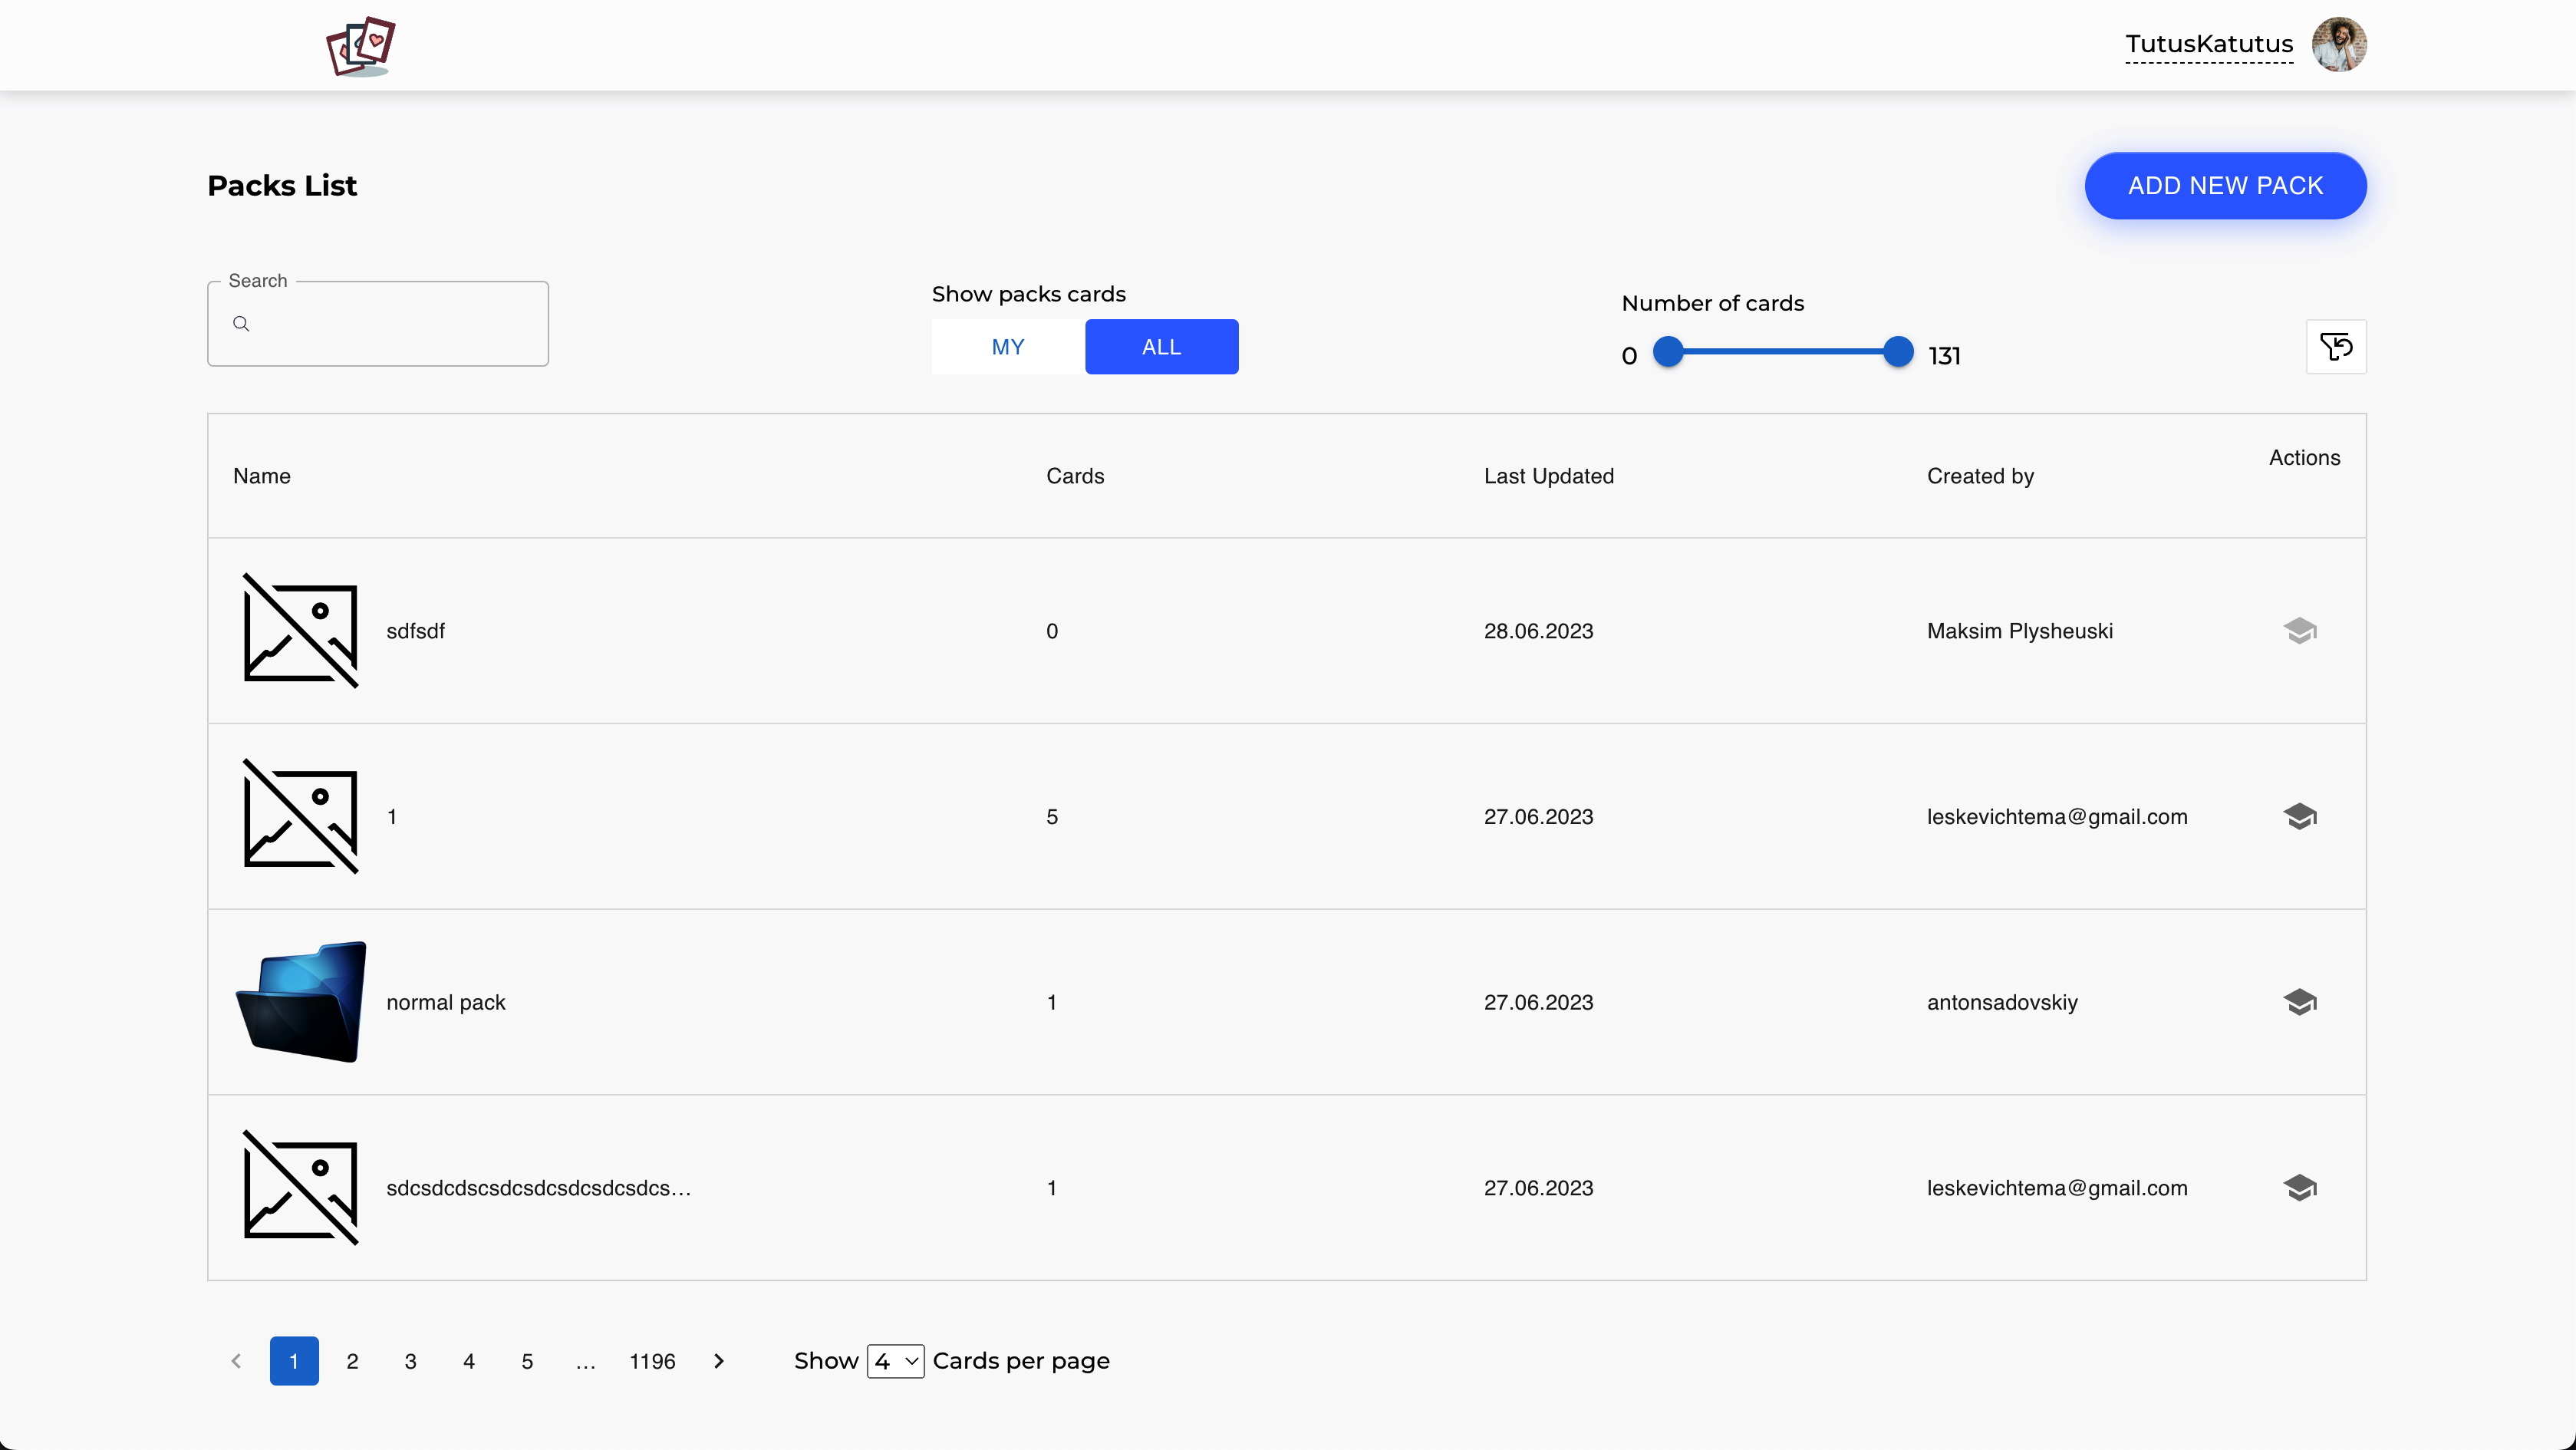 TutusKatutus
Packs List
ADD NEW PACK
Search
Show packs cards
MY ALL
Number of cards
0 131
Name Cards Last Updated Created by Actions
sdfsdf 0 28.06.2023 Maksim Plysheuski
1 5 27.06.2023 leskevichtema@gmail.com
normal pack 1 27.06.2023 antonsadovskiy
sdcsdcdscsdcsdcsdcsdcsdcs... 1 27.06.2023 leskevichtema@gmail.com
1 2 3 4 5 ... 1196 Show 4 Cards per page